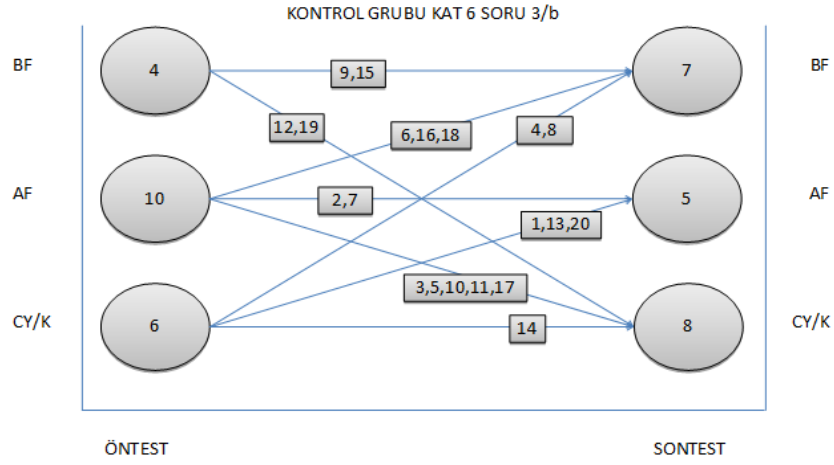 KONTROL GRUBU KAT 6 SORU 3/b
BF
4
9,15
7
BF
12,19
6,16,18
4,8
AF
10
2,7
5
AF
1,13,20
3,5,10,11,17
CY/K
6
14
8
CY/K
ÖNTEST
SONTEST